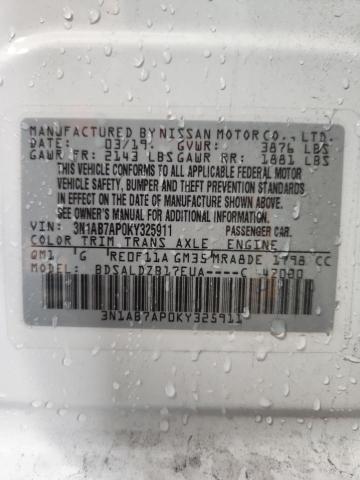 MANUFACTURED BY NISSAN MOTOR CO., LTD.
DATE: 03/19. GVWR: 3876 LBS
GAWR FR: 2143 LBS GAWR RR: 1881 LBS
THIS CONFORMS TO ALL APPLICABLE FEDERAL MOTOR
VEHICLE SAFETY, BUMPER AND THEFT PREVENTION STANDARDS
IN EFFECT ON THE DATE OF MANUFACTURE SHOWN ABOVE.
SEE OWNER'S MANUAL FOR ADDITIONAL INFORMATION
VIN: 3N1AB7AP0KY325911 PASSENGER CAR.
COLOR TRIM TRANS AXLE ENGINE
QM1 G RE0F11A GM35 MRA8DE 1798 CC
MODEL: BDSALDZB17EUA----C 42000
3N1AB7AP0KY325911